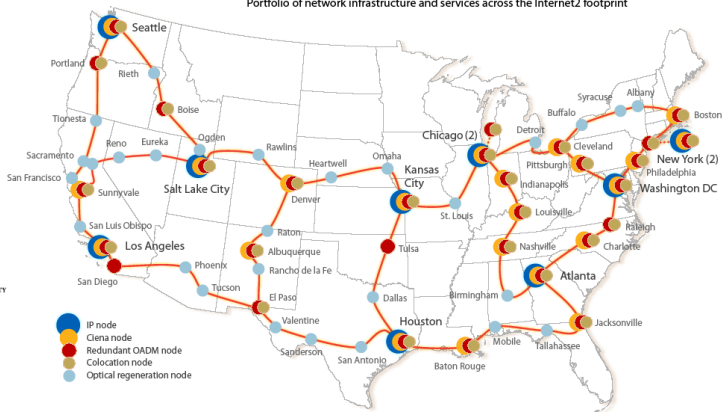 Portfolio of network infrastructure and services across the Internet2 footprint
Seattle
Portland
Rieth
Boise
Tionesta
Ogden
Reno
Eureka
Rawlins
Sacramento
San Francisco
Sunnyvale
Salt Lake City
Denver
Heartwell
Omaha
Kansas
City
Chicago (2)
Detroit
Buffalo
Syracuse
Albany
Boston
Cleveland
Pittsburgh
New York (2)
Philadelphia
Washington DC
Indianapolis
St. Louis
Louisville
Raleigh
Charlotte
Nashville
San Luis Obispo
Los Angeles
San Diego
Phoenix
Tucson
Raton
Albuquerque
Rancho de la Fe
El Paso
Valentine
Sanderson
San Antonio
Tulsa
Dallas
Houston
Birmingham
Atlanta
Jacksonville
Mobile
Tallahassee
Baton Rouge
IP node
Ciena node
Redundant OADM node
Colocation node
Optical regeneration node